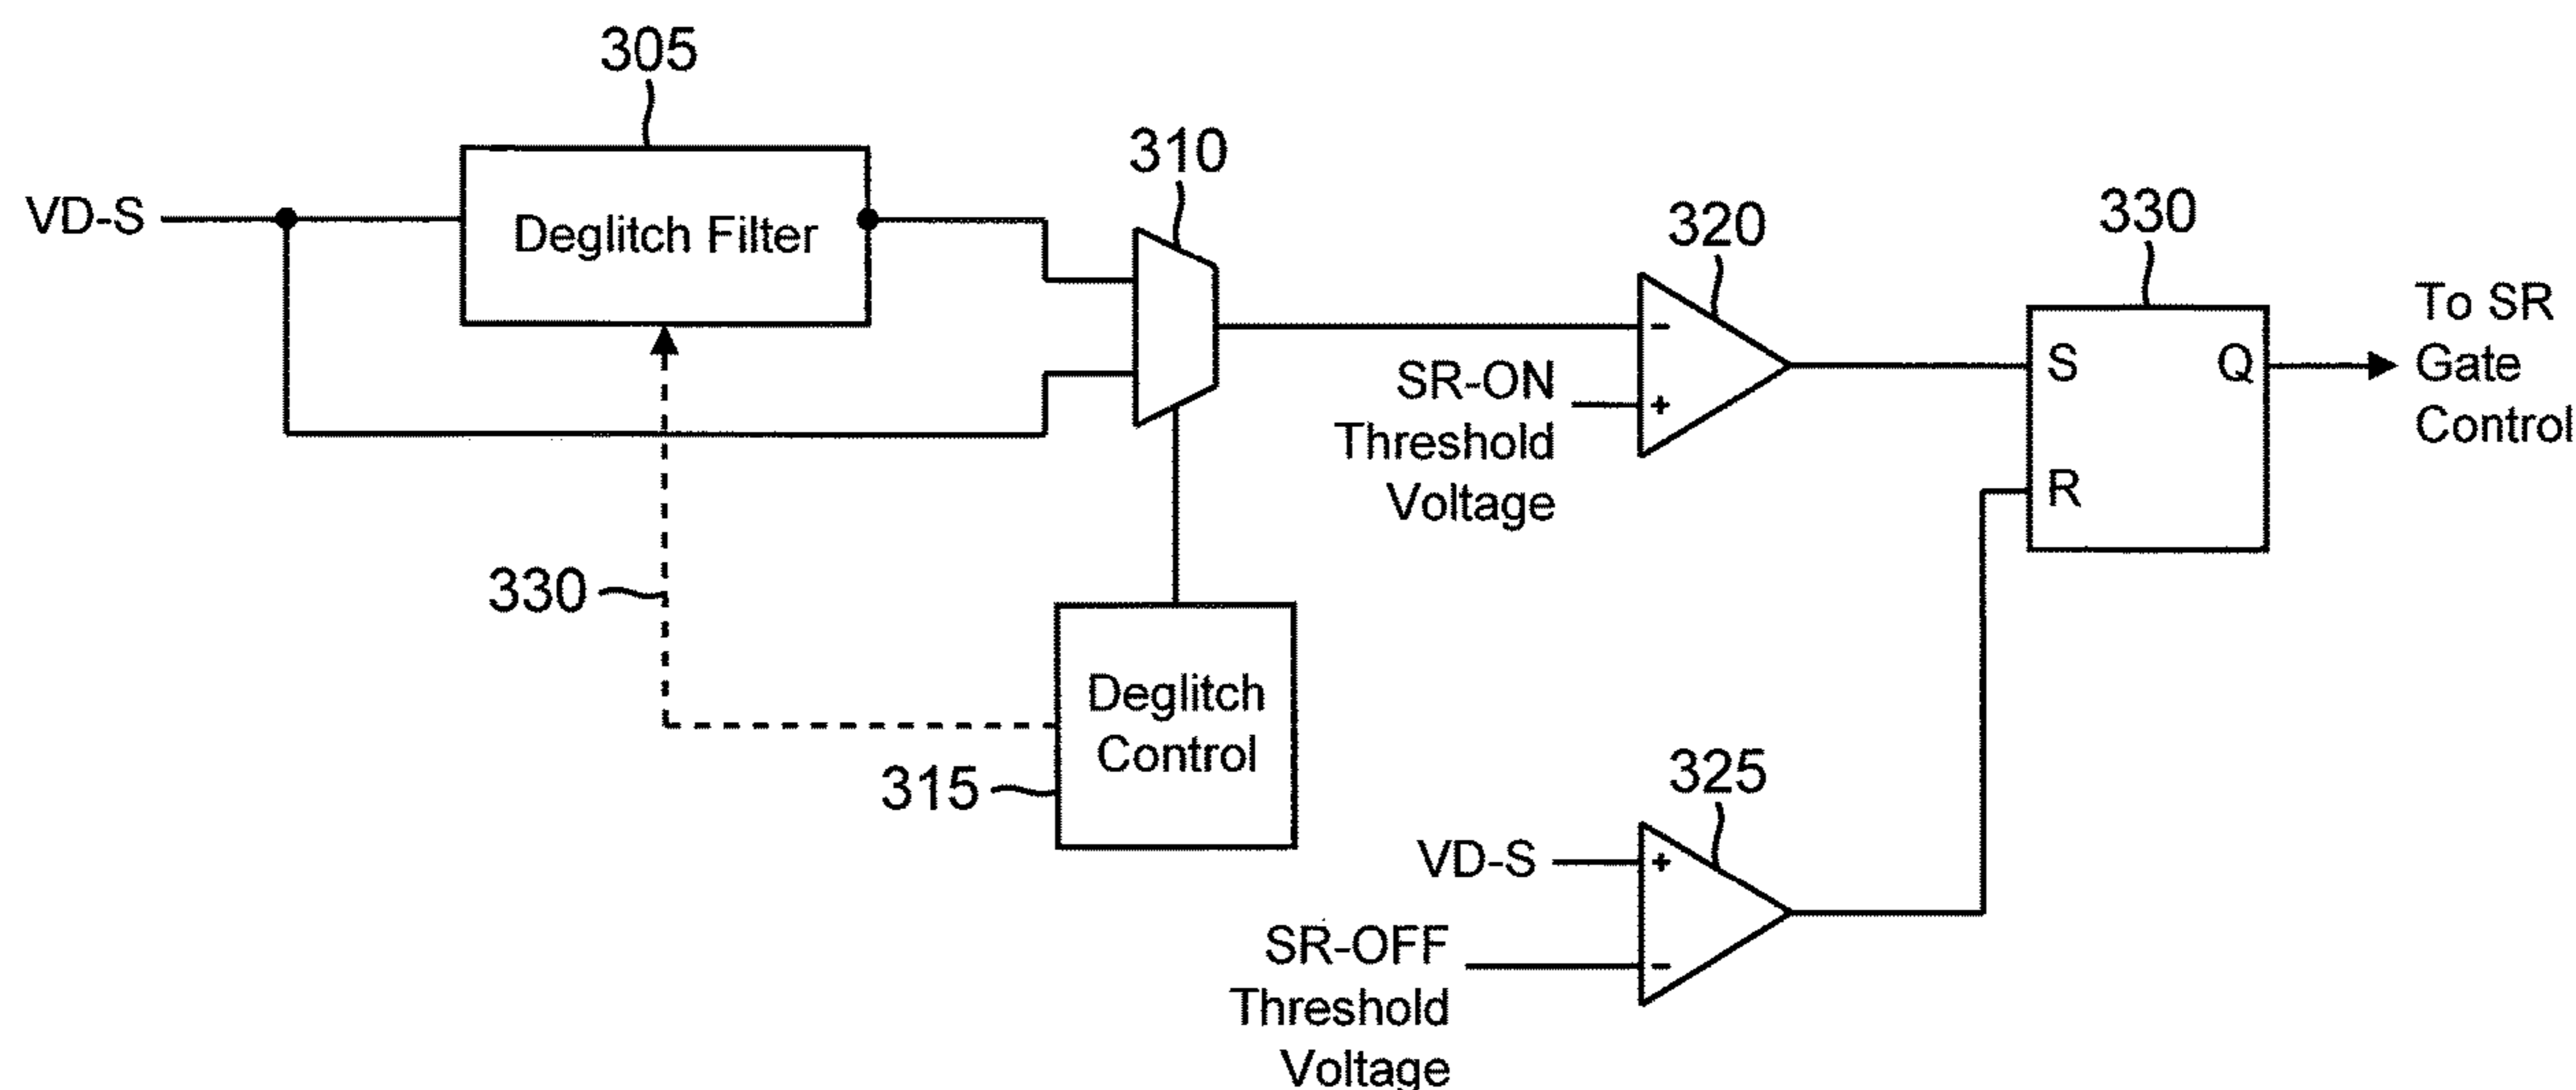 305
VD-S
Deglitch Filter
310
320
330
SR-ON
Threshold
Voltage
-
+
S
Q
R
To SR
Gate
Control
330
Deglitch
Control
315
325
VD-S
+
SR-OFF
Threshold
Voltage
-